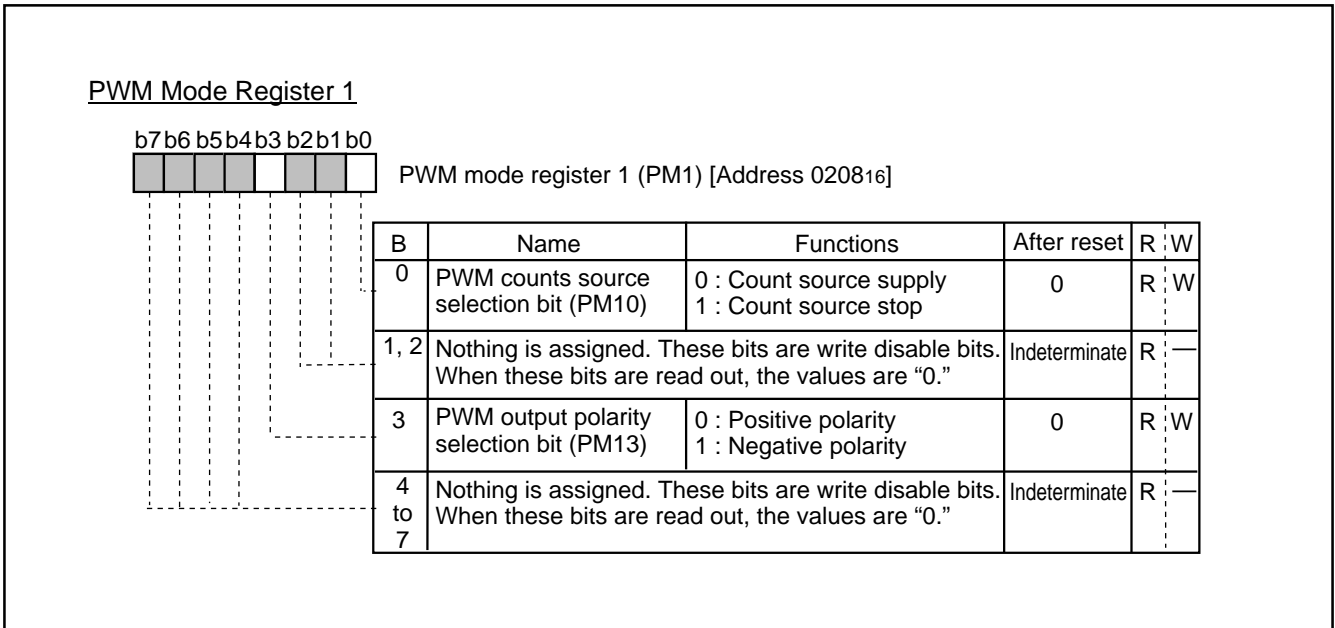 PWM Mode Register 1
b7 b6 b5 b4 b3 b2 b1 b0
PWM mode register 1 (PM1) [Address 020816]
B Name Functions After reset R W
0 PWM counts source selection bit (PM10) 0 : Count source supply 1 : Count source stop 0 R W
1, 2 Nothing is assigned. These bits are write disable bits. When these bits are read out, the values are “0.” Indeterminate R —
3 PWM output polarity selection bit (PM13) 0 : Positive polarity 1 : Negative polarity 0 R W
4 to 7 Nothing is assigned. These bits are write disable bits. When these bits are read out, the values are “0.” Indeterminate R —